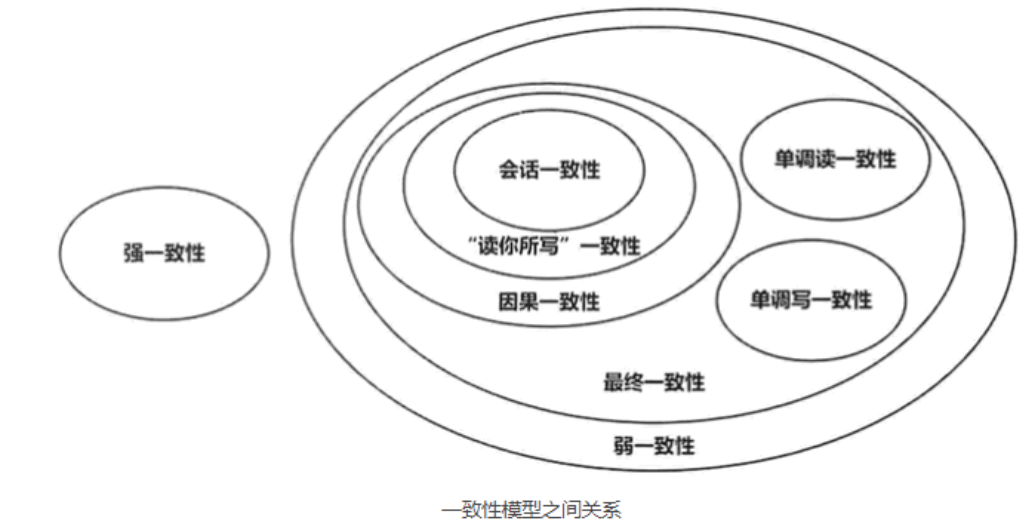 会话一致性
单调读一致性
强一致性
“读你所写”一致性
因果一致性
单调写一致性
最终一致性
弱一致性
一致性模型之间关系